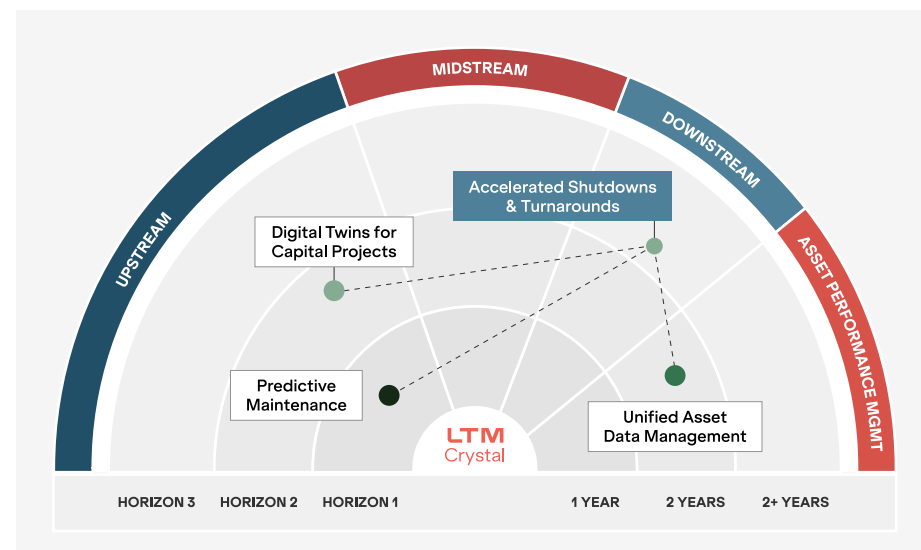 MIDSTREAM
DOWNSTREAM
UPSTREAM
ASSET PERFORMANCE MGMT
Accelerated Shutdowns
& Turnarounds
Digital Twins for
Capital Projects
Predictive
Maintenance
Unified Asset
Data Management
LTM
Crystal
HORIZON 3 HORIZON 2 HORIZON 1 1 YEAR 2 YEARS 2+ YEARS